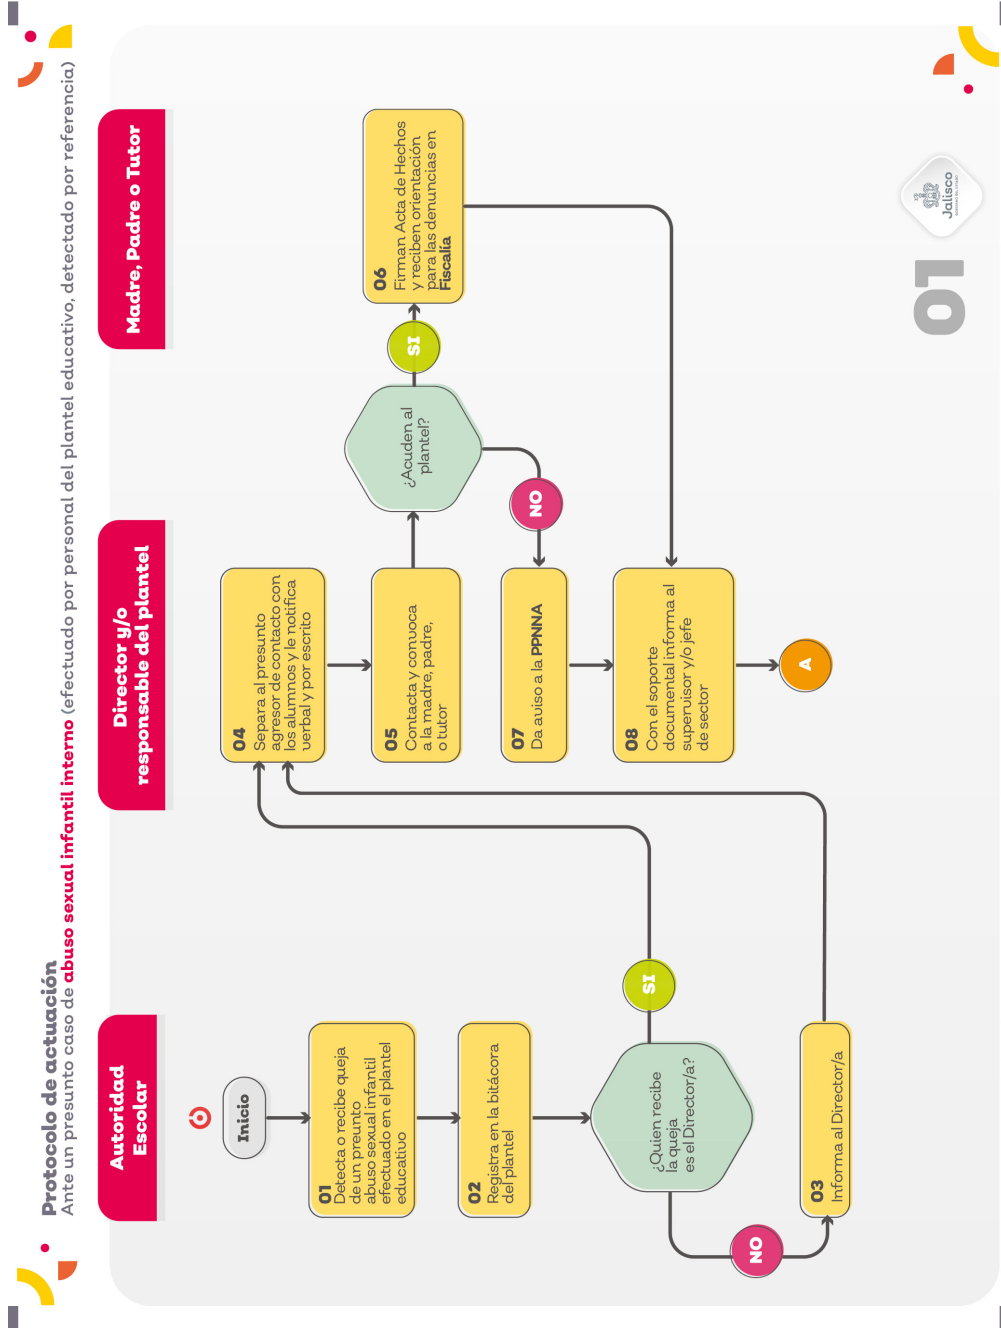 Protocolo de actuación
Ante un presunto caso de abuso sexual infantil interno (efectuado por personal del plantel educativo, detectado por referencia)
Autoridad
Escolar
Inicio
01
Detecta o recibe queja
de un preunto
abuso sexual infantil
efectuado en el plantel
educativo
02
Registra en la bitácora
del plantel
¿Quien recibe
la queja
es el Director/a?
SI
NO
03
Informa al Director/a
Director y/o
responsable del plantel
04
Separa al presunto
agresor de contacto con
los alumnos y le notifica
verbal y por escrito
05
Contacta y convoca
a la madre, padre,
o tutor
¿Acuden al
plantel?
SI
NO
07
Da aviso a la PPNNA
08
Con el soporte
documental informa al
supervisor y/o jefe
de sector
A
Madre, Padre o Tutor
06
Firman Acta de Hechos
y reciben orientación
para las denuncias en
Fiscalía
01
Jalisco
GOBIERNO DEL ESTADO